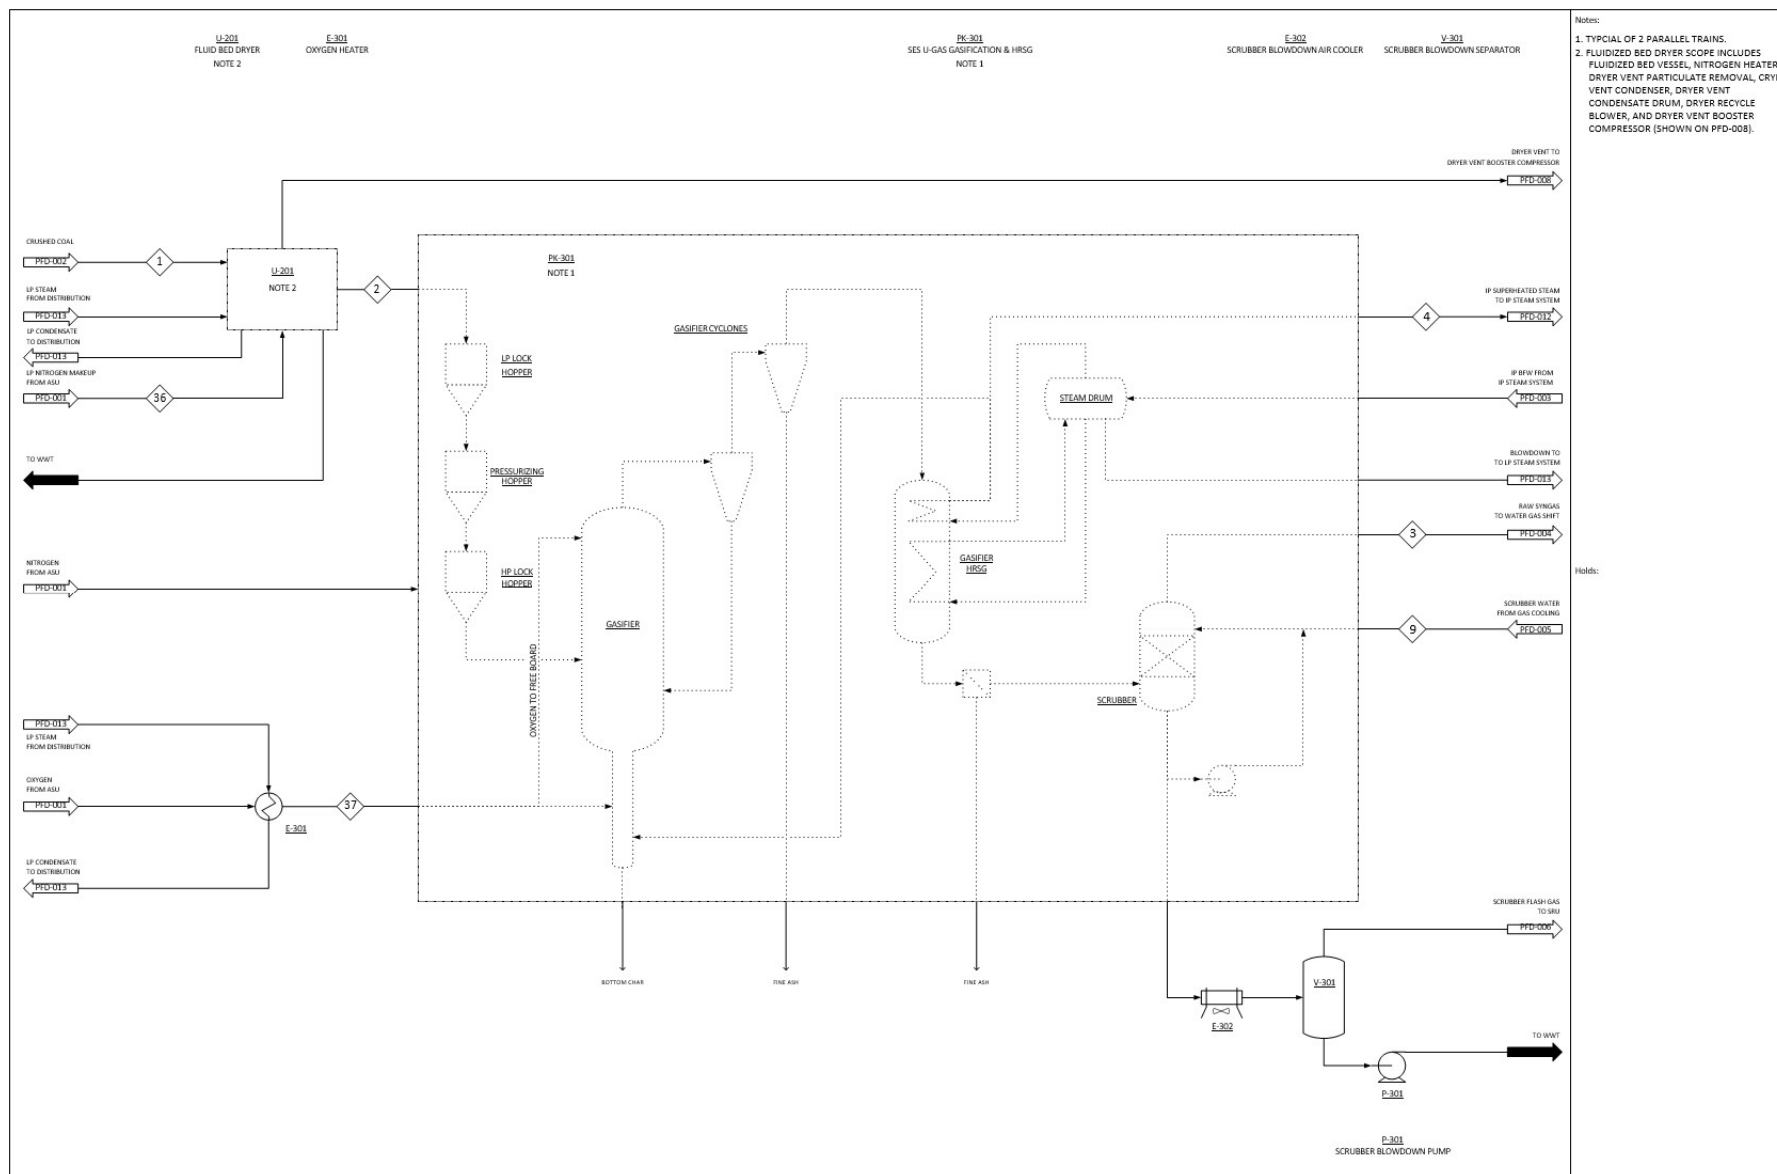 U-201
FLUID BED DRYER
NOTE 2
E-301
OXYGEN HEATER
PK-301
SES U-GAS GASIFICATION & HRSG
NOTE 1
E-302
SCRUBBER BLOWDOWN AIR COOLER
V-301
SCRUBBER BLOWDOWN SEPARATOR
Notes:
1. TYPCIAL OF 2 PARALLEL TRAINS.
2. FLUIDIZED BED DRYER SCOPE INCLUDES
FLUIDIZED BED VESSEL, NITROGEN HEATER
DRYER VENT PARTICULATE REMOVAL, CRY
VENT CONDENSER, DRYER VENT
CONDENSATE DRUM, DRYER RECYCLE
BLOWER, AND DRYER VENT BOOSTER
COMPRESSOR (SHOWN ON PFD-008).
Holds:
DRYER VENT TO
DRYER VENT BOOSTER COMPRESSOR
PFD-008
CRUSHED COAL
PFD-002
1
LP STEAM
FROM DISTRIBUTION
PFD-013
LP CONDENSATE
TO DISTRIBUTION
PFD-013
LP NITROGEN MAKEUP
FROM ASU
PFD-001
36
U-201
NOTE 2
2
TO WWT
NITROGEN
FROM ASU
PFD-001
PFD-013
LP STEAM
FROM DISTRIBUTION
OXYGEN
FROM ASU
PFD-001
E-301
37
LP CONDENSATE
TO DISTRIBUTION
PFD-013
PK-301
NOTE 1
LP LOCK
HOPPER
PRESSURIZING
HOPPER
HP LOCK
HOPPER
OXYGEN TO FREE BOARD
GASIFIER
GASIFIER CYCLONES
STEAM DRUM
GASIFIER
HRSG
SCRUBBER
IP SUPERHEATED STEAM
TO IP STEAM SYSTEM
4
PFD-012
IP BFW FROM
IP STEAM SYSTEM
PFD-003
BLOWDOWN TO
TO LP STEAM SYSTEM
PFD-013
RAW SYNGAS
TO WATER GAS SHIFT
3
PFD-004
SCRUBBER WATER
FROM GAS COOLING
9
PFD-005
BOTTOM CHAR
FINE ASH
FINE ASH
SCRUBBER FLASH GAS
TO SRU
PFD-006
V-301
E-302
TO WWT
P-301
P-301
SCRUBBER BLOWDOWN PUMP